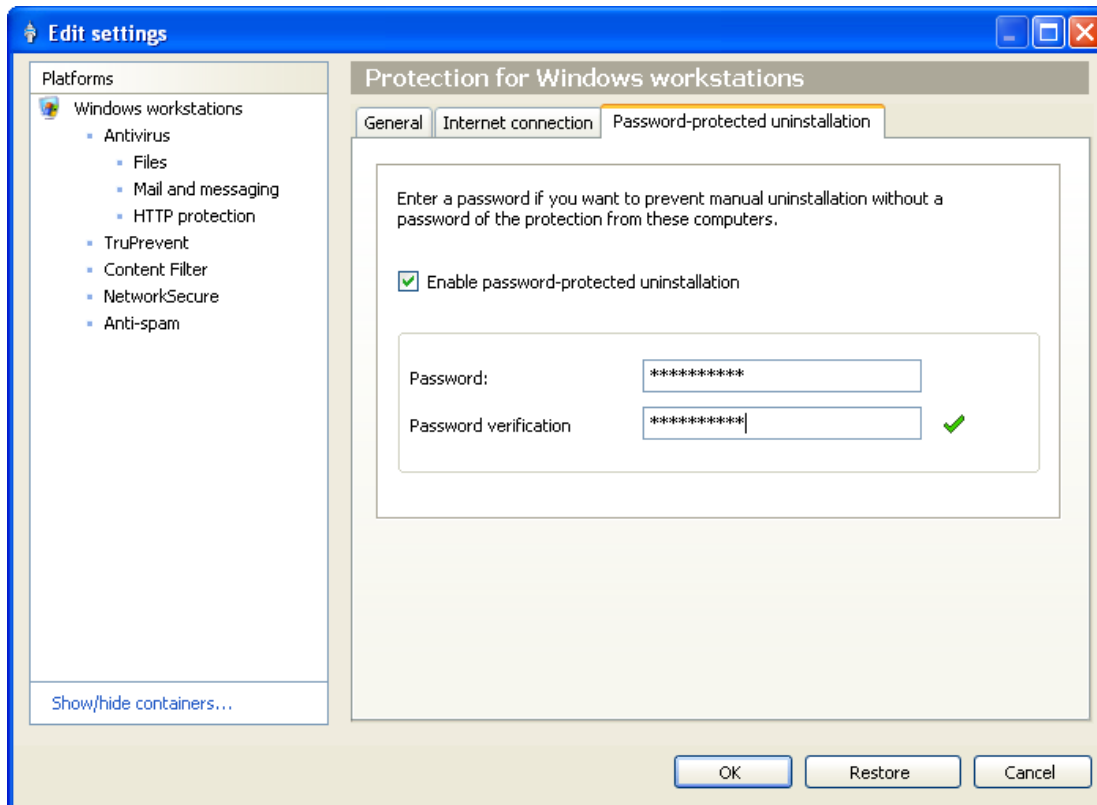 Edit settings
Platforms
Windows workstations
Antivirus
Files
Mail and messaging
HTTP protection
TruPrevent
Content Filter
NetworkSecure
Anti-spam
Show/hide containers...
Protection for Windows workstations
General
Internet connection
Password-protected uninstallation
Enter a password if you want to prevent manual uninstallation without a
password of the protection from these computers.
Enable password-protected uninstallation
Password:
**********
Password verification
**********
OK
Restore
Cancel